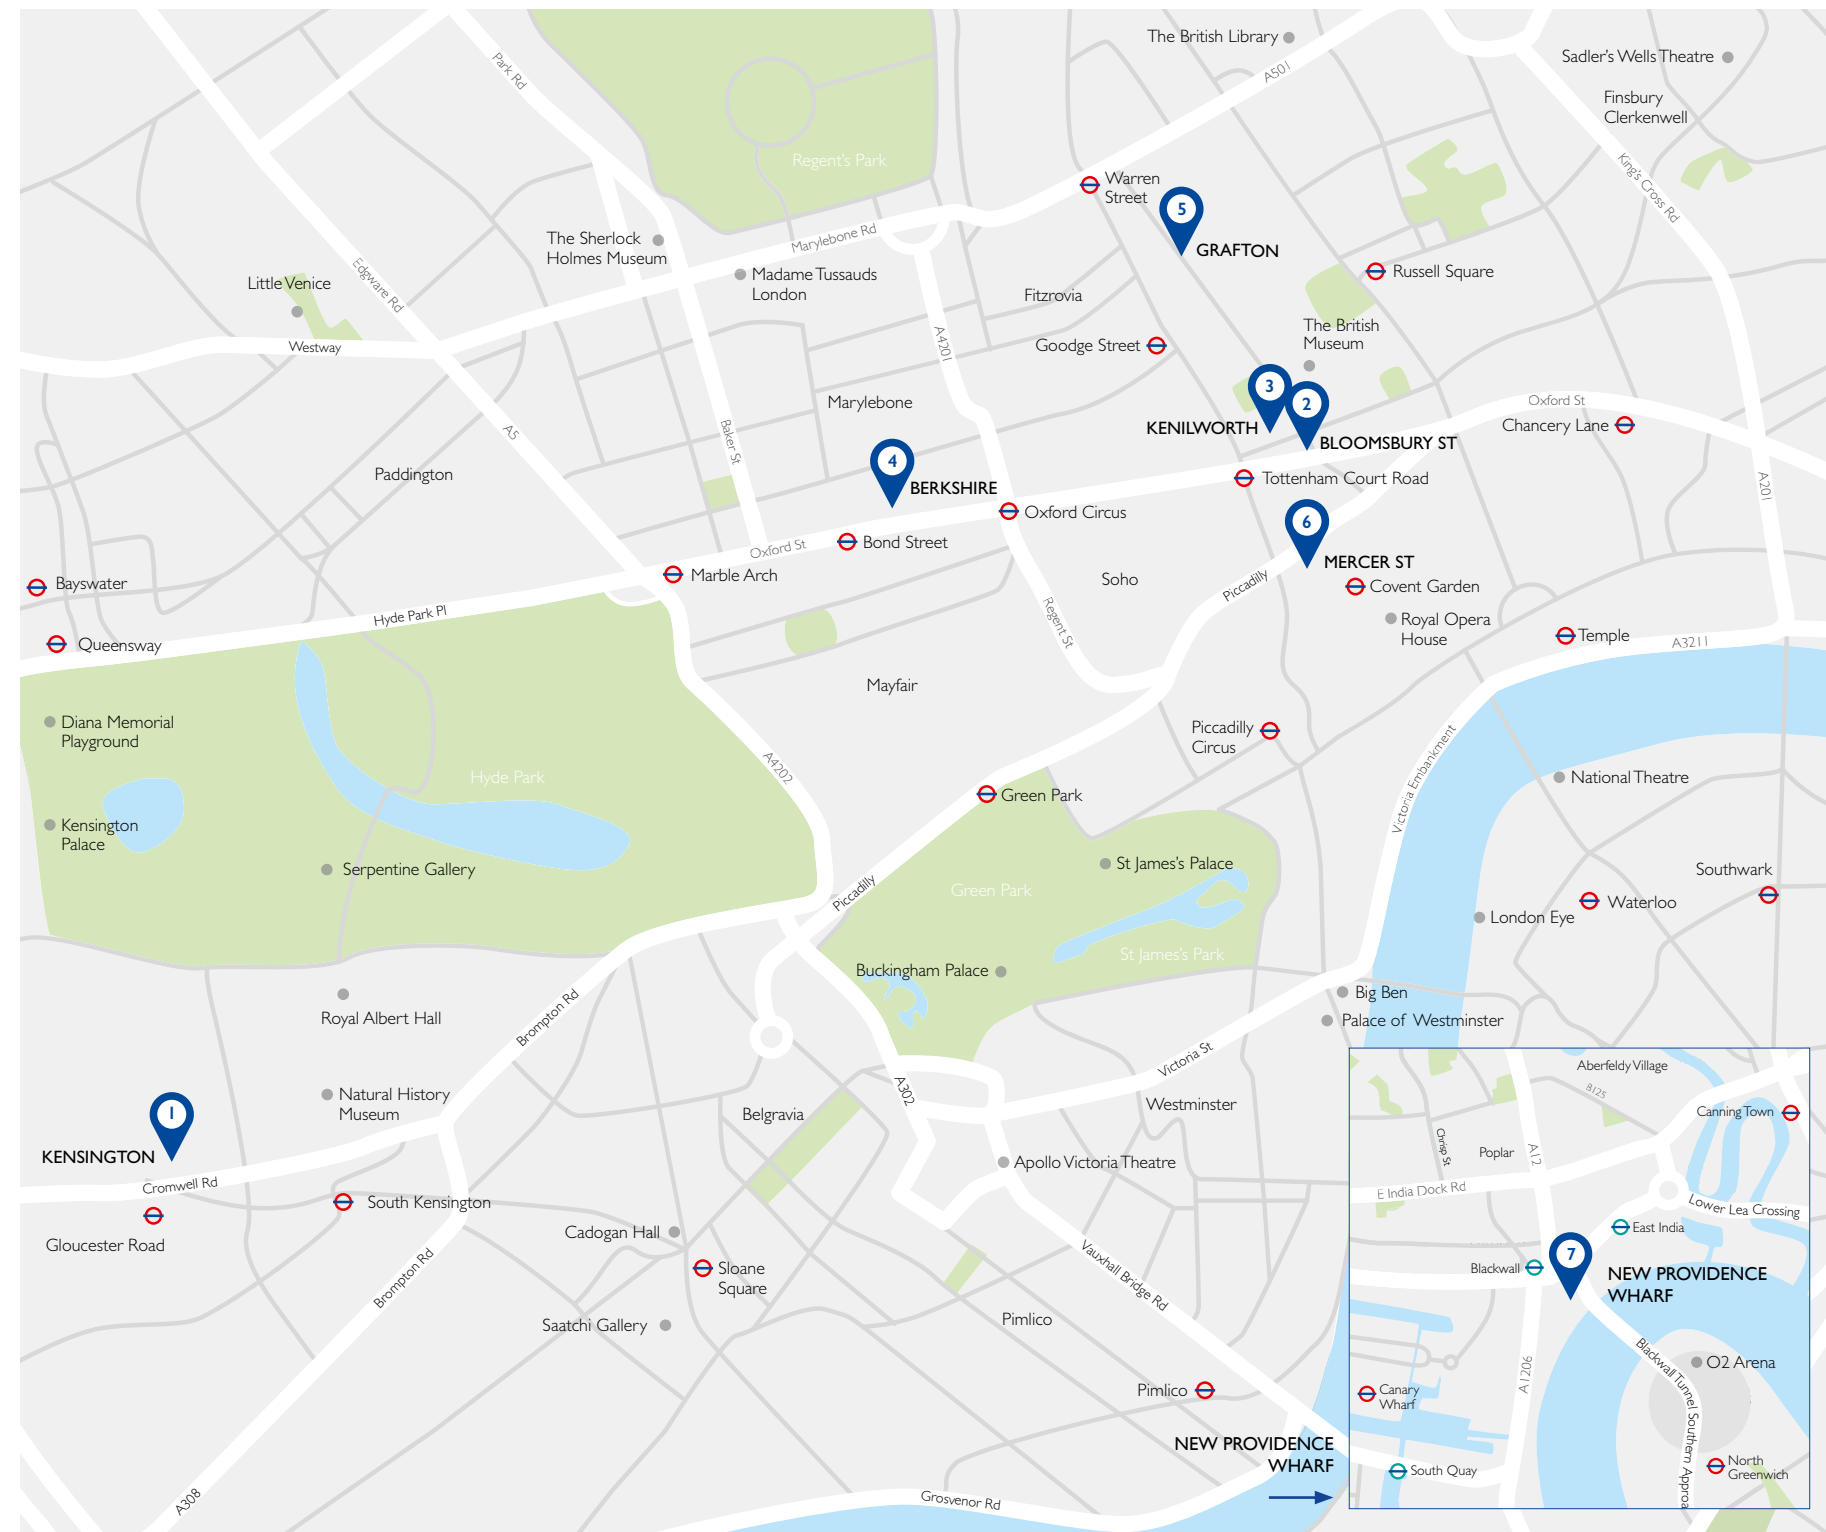 The British Library
A501
Sadler's Wells Theatre
Finsbury
Clerkenwell
Park Rd
Regent's Park
King's Cross Rd
Warren
Street
5
GRAFTON
The Sherlock
Holmes Museum
Marylebone Rd
Madame Tussauds
London
Russell Square
Little Venice
Edgware Rd
Fitzrovia
Westway
A4201
Goodge Street
The British
Museum
3
2
KENILWORTH
BLOOMSBURY ST
Marylebone
Oxford St
Chancery Lane
A5
Baker St
Paddington
4
BERKSHIRE
Tottenham Court Road
A201
Oxford Circus
6
MERCER ST
Oxford St
Bond Street
Marble Arch
Soho
Piccadilly
Covent Garden
Bayswater
Hyde Park Pl
Regent St
Royal Opera
House
Temple
A3211
Queensway
Mayfair
Diana Memorial
Playground
Piccadilly
Circus
Victoria Embankment
A4202
Hyde Park
National Theatre
Green Park
Kensington
Palace
Serpentine Gallery
St James's Palace
Southwark
Piccadilly
Green Park
Waterloo
London Eye
St James's Park
Buckingham Palace
Big Ben
Palace of Westminster
Royal Albert Hall
Brompton Rd
Victoria St
A302
Natural History
Museum
Belgravia
Westminster
1
KENSINGTON
Apollo Victoria Theatre
Cromwell Rd
South Kensington
Gloucester Road
Cadogan Hall
Sloane
Square
Brompton Rd
Vauxhall Bridge Rd
Saatchi Gallery
Pimlico
Pimlico
A308
Grosvenor Rd
NEW PROVIDENCE
WHARF
Aberfeldy Village
B125
Canning Town
Chrisp St
Poplar
A12
E India Dock Rd
Lower Lea Crossing
East India
Blackwall
7
NEW PROVIDENCE
WHARF
Blackwall Tunnel Southern Approa
O2 Arena
A1206
Canary
Wharf
South Quay
North
Greenwich